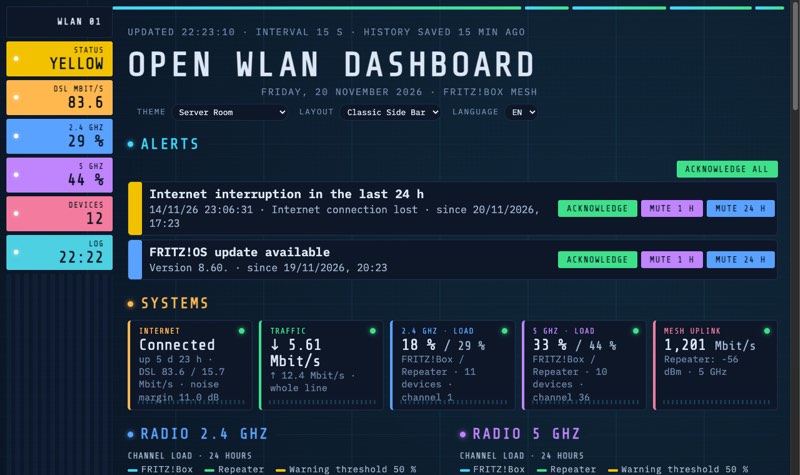 WLAN 01
STATUS
YELLOW
DSL MBIT/S
83.6
2.4 GHZ
29 %
5 GHZ
44 %
DEVICES
12
LOG
22:22
UPDATED 22:23:10 · INTERVAL 15 S · HISTORY SAVED 15 MIN AGO
OPEN WLAN DASHBOARD
FRIDAY, 20 NOVEMBER 2026 · FRITZ!BOX MESH
THEME Server Room LAYOUT Classic Side Bar LANGUAGE EN
ALERTS
ACKNOWLEDGE ALL
Internet interruption in the last 24 h
14/11/26 23:06:31 · Internet connection lost · since 20/11/2026,
17:23
ACKNOWLEDGE MUTE 1 H MUTE 24 H
FRITZ!OS update available
Version 8.60. · since 19/11/2026, 20:23
ACKNOWLEDGE MUTE 1 H MUTE 24 H
SYSTEMS
INTERNET
Connected
up 5 d 23 h ·
DSL 83.6 / 15.7
Mbit/s · noise
margin 11.0 dB
TRAFFIC
↓ 5.61
Mbit/s
↑ 12.4 Mbit/s ·
whole line
2.4 GHZ · LOAD
18 % / 29 %
FRITZ!Box /
Repeater · 11
devices ·
channel 1
5 GHZ · LOAD
33 % / 44 %
FRITZ!Box /
Repeater · 10
devices ·
channel 36
MESH UPLINK
1,201 Mbit/s
Repeater: -56
dBm · 5 GHz
RADIO 2.4 GHZ
CHANNEL LOAD · 24 HOURS
FRITZ!Box Repeater Warning threshold 50 %
RADIO 5 GHZ
CHANNEL LOAD · 24 HOURS
FRITZ!Box Repeater Warning threshold 50 %